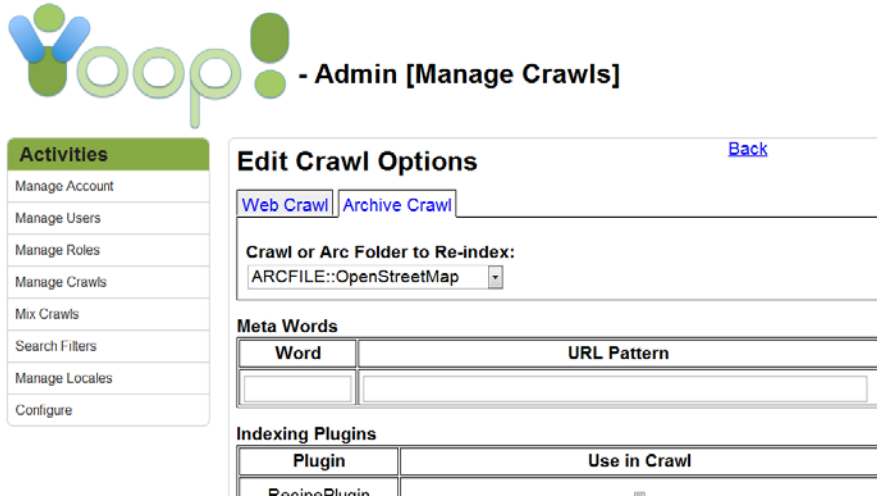 Yoop!
- Admin [Manage Crawls]
Activities
Manage Account
Manage Users
Manage Roles
Manage Crawls
Mix Crawls
Search Filters
Manage Locales
Configure
Edit Crawl Options
Back
Web Crawl Archive Crawl
Crawl or Arc Folder to Re-index:
ARCFILE::OpenStreetMap
Meta Words
Word URL Pattern
Indexing Plugins
Plugin Use in Crawl
RecipePlugin